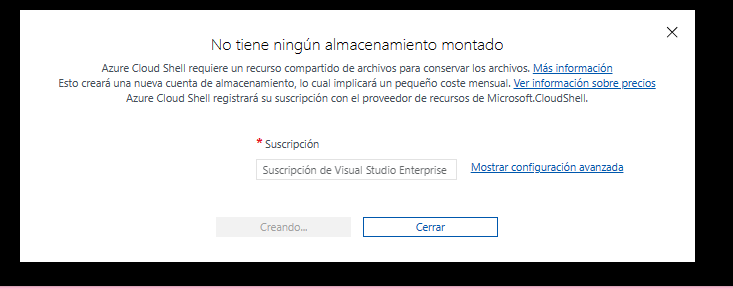 No tiene ningún almacenamiento montado
Azure Cloud Shell requiere un recurso compartido de archivos para conservar los archivos. Más información
Esto creará una nueva cuenta de almacenamiento, lo cual implicará un pequeño coste mensual. Ver información sobre precios
Azure Cloud Shell registrará su suscripción con el proveedor de recursos de Microsoft.CloudShell.
* Suscripción
Suscripción de Visual Studio Enterprise Mostrar configuración avanzada
Creando... Cerrar